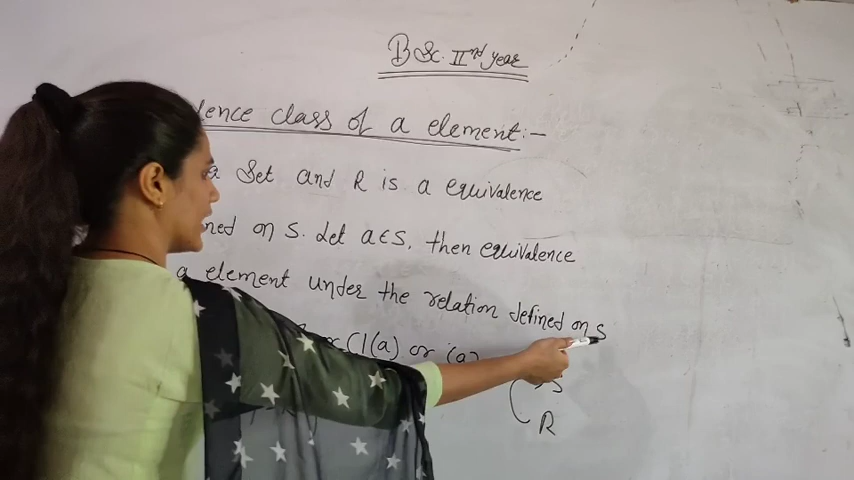 BSc. IInd year
lence class of a element:-
a Set and R is a equivalence
ned on S. Let a∈S, then equivalence
a element under the relation defined on S
Cl(a) or
S
R